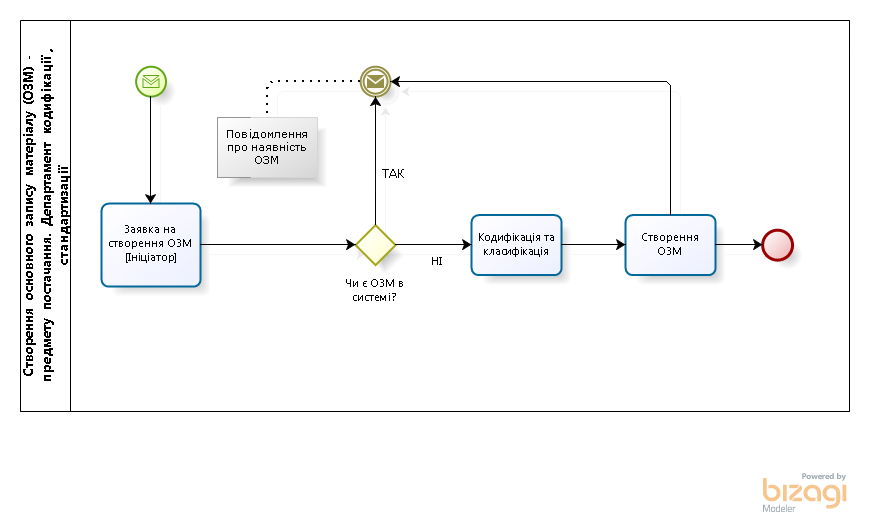 Створення основного запису матеріалу (ОЗМ) -
предмету постачання. Департамент кодифікації,
стандартизації
Повідомлення
про наявність
ОЗМ
ТАК
Заявка на
створення ОЗМ
[Ініціатор]
Чи є ОЗМ в
системі?
НІ
Кодифікація та
класифікація
Створення
ОЗМ
Powered by
bizagi
Modeler